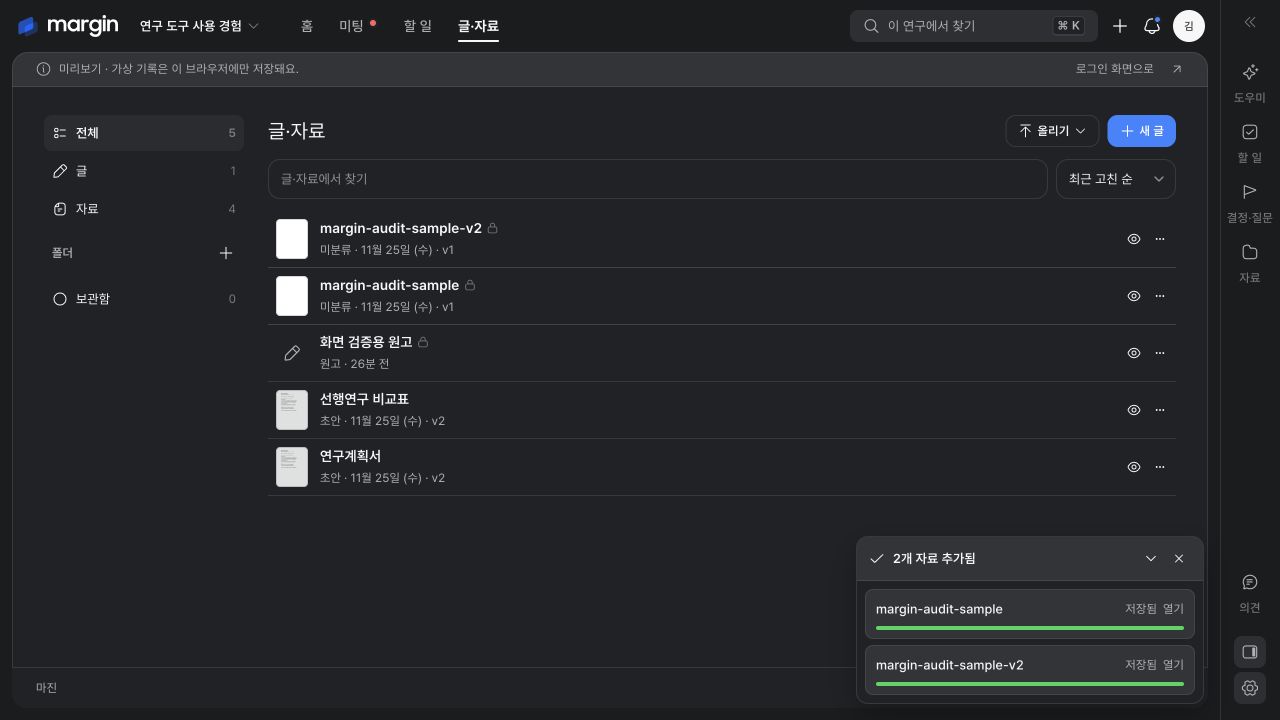 margin 연구 도구 사용 경험 홈 미팅 할 일 글·자료 이 연구에서 찾기 ⌘ K 김
미리보기 · 가상 기록은 이 브라우저에만 저장돼요. 로그인 화면으로
전체 5
글 1
자료 4
폴더
보관함 0
글·자료 올리기 새 글
글·자료에서 찾기 최근 고친 순
margin-audit-sample-v2
미분류 · 11월 25일 (수) · v1
margin-audit-sample
미분류 · 11월 25일 (수) · v1
화면 검증용 원고
원고 · 26분 전
선행연구 비교표
초안 · 11월 25일 (수) · v2
연구계획서
초안 · 11월 25일 (수) · v2
2개 자료 추가됨
margin-audit-sample 저장됨 열기
margin-audit-sample-v2 저장됨 열기
마진
도우미
할 일
결정·질문
자료
의견